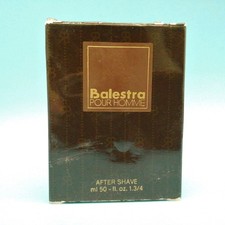 Balestra
POUR HOMME
AFTER SHAVE
ml 50 - fl. oz. 1.3/4